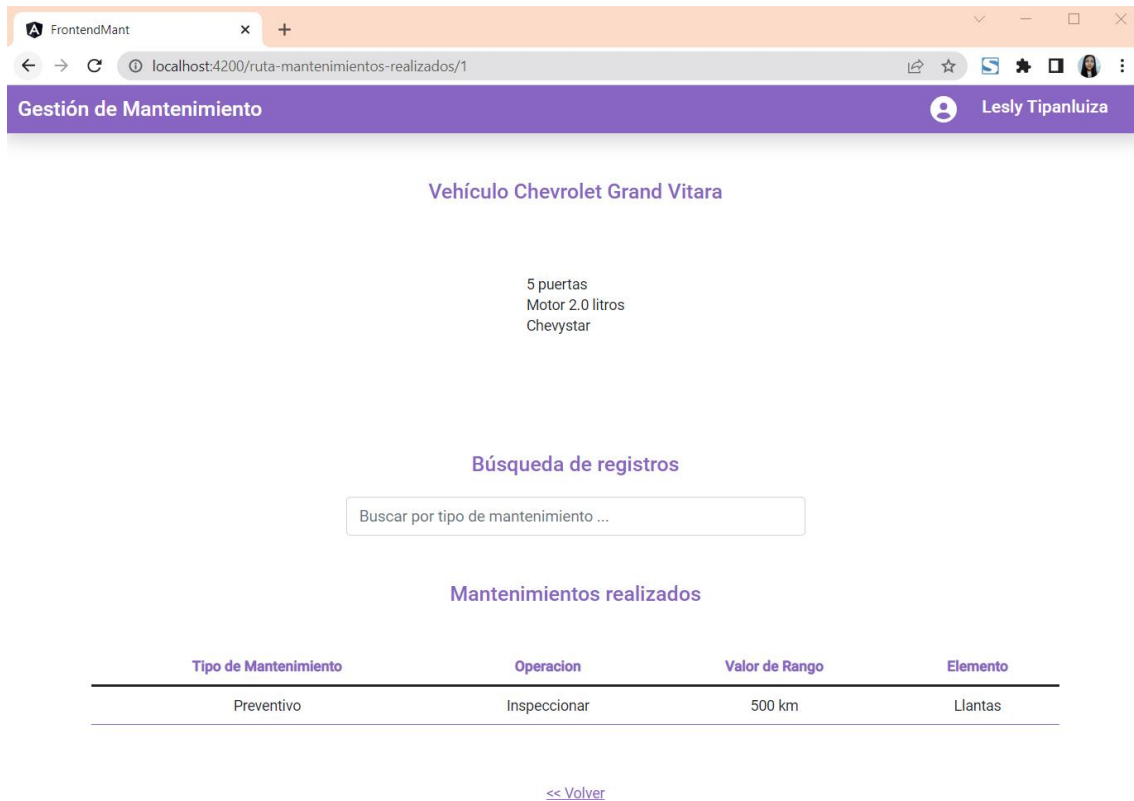 FrontendMant
localhost:4200/ruta-mantenimientos-realizados/1
Gestión de Mantenimiento
Lesly Tipanluiza
Vehículo Chevrolet Grand Vitara
5 puertas
Motor 2.0 litros
Chevystar
Búsqueda de registros
Buscar por tipo de mantenimiento ...
Mantenimientos realizados
Tipo de Mantenimiento Operacion Valor de Rango Elemento
Preventivo Inspeccionar 500 km Llantas
<< Volver